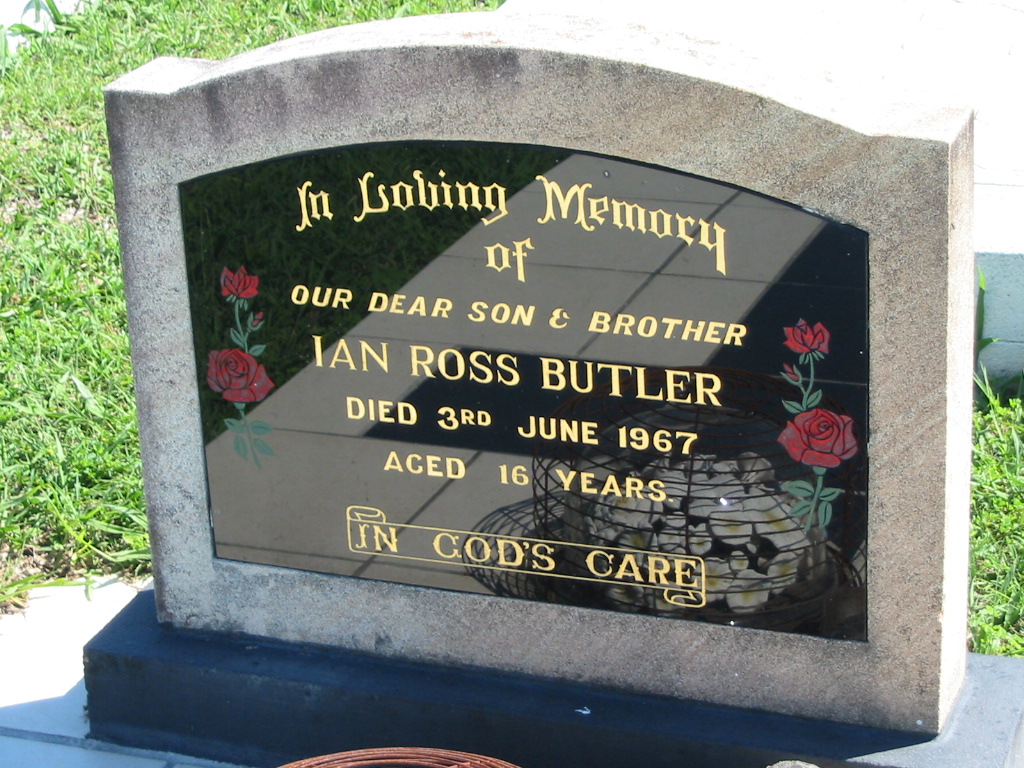 In Loving Memory
of
OUR DEAR SON & BROTHER
IAN ROSS BUTLER
DIED 3RD JUNE 1967
AGED 16 YEARS.
IN GOD'S CARE